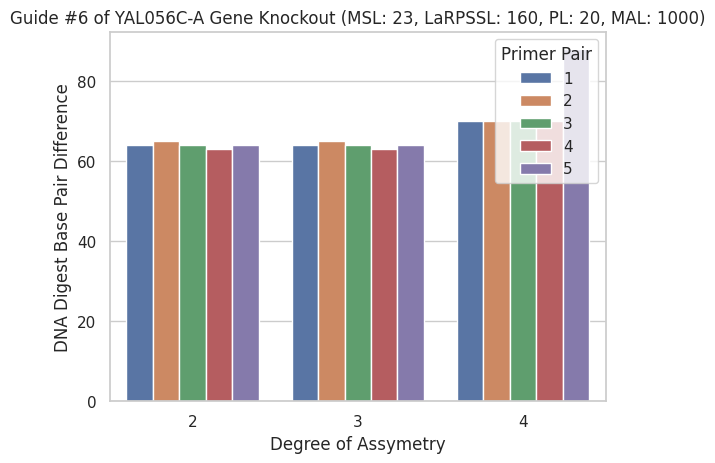 Guide #6 of YAL056C-A Gene Knockout (MSL: 23, LaRPSSL: 160, PL: 20, MAL: 1000)
Primer Pair
1
2
3
4
5
DNA Digest Base Pair Difference
80
60
40
20
0
2 3 4
Degree of Assymetry